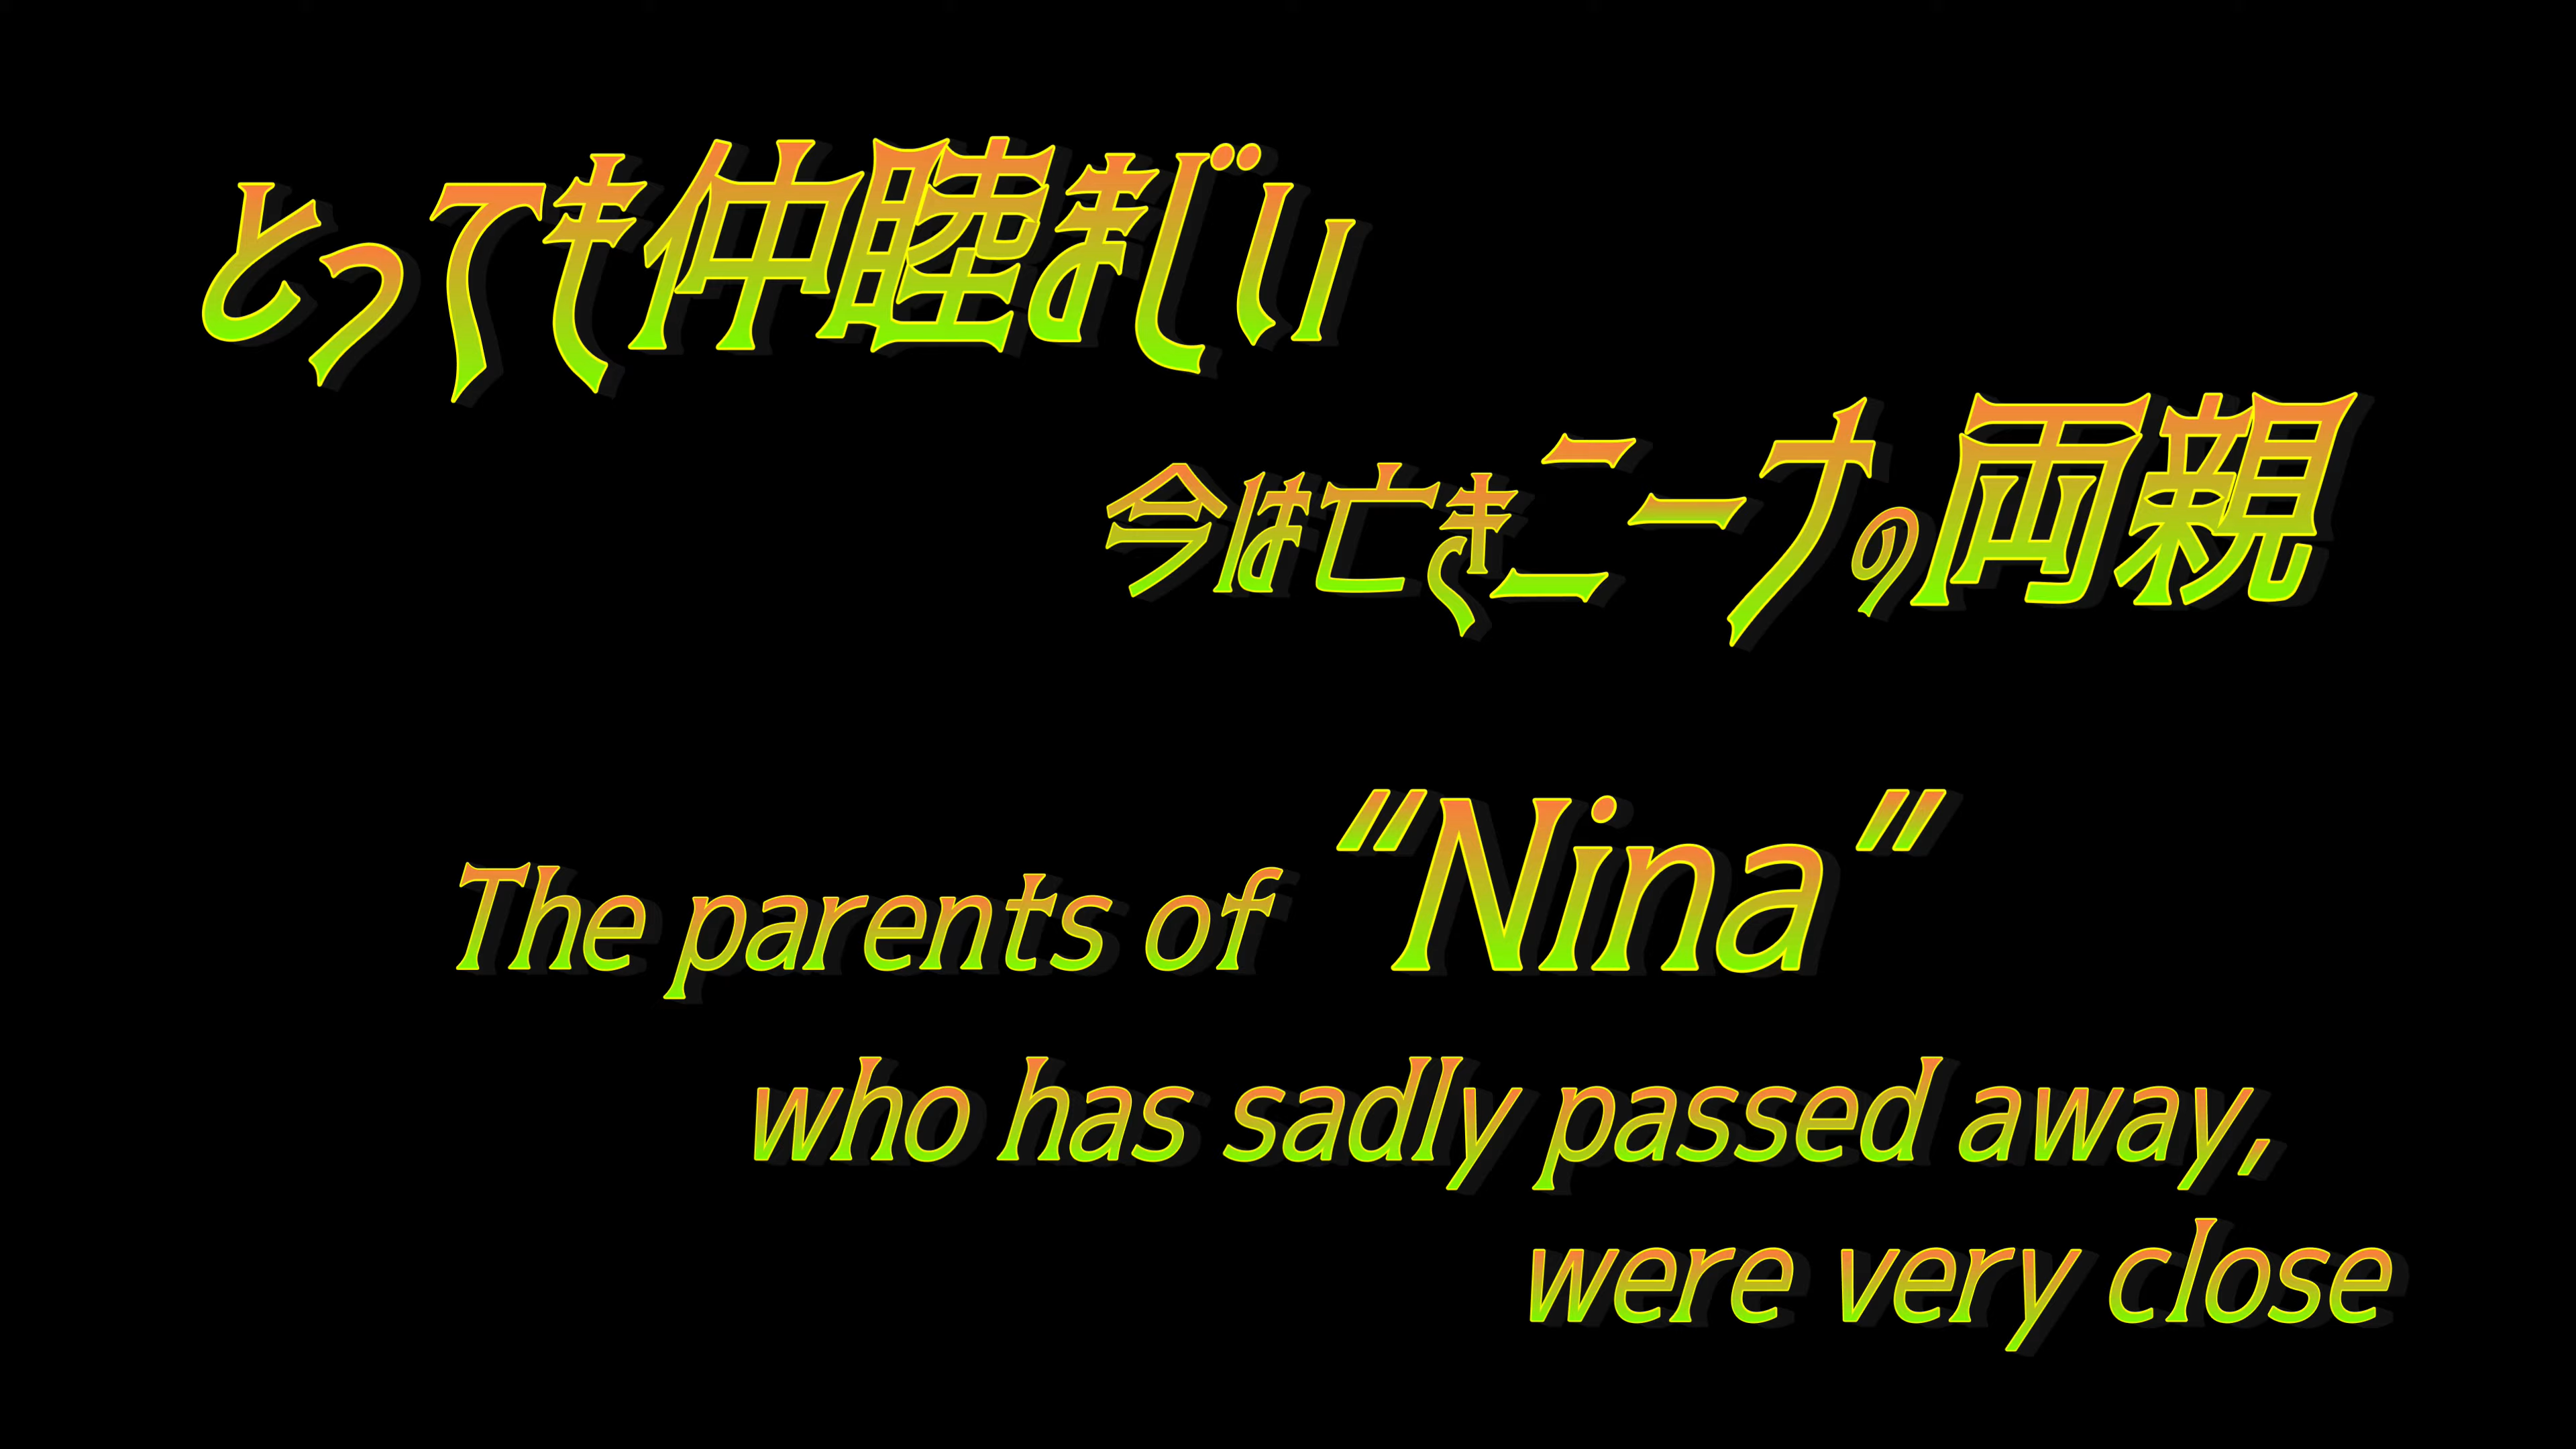 とっても仲睦まじい
今は亡きニーナの両親
The parents of “Nina”
who has sadly passed away,
were very close